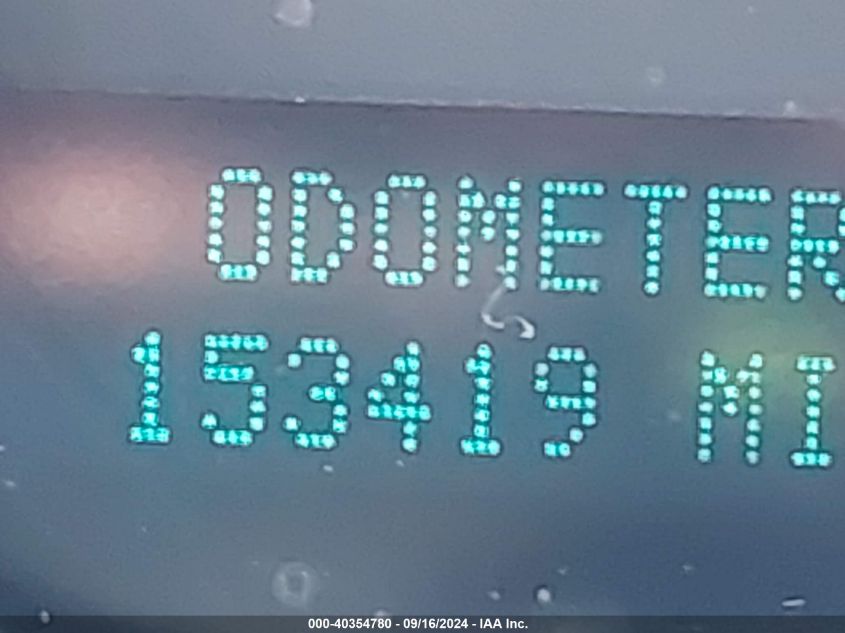 ODOMETER
153419 MI
000-40354780 - 09/16/2024 - IAA Inc.